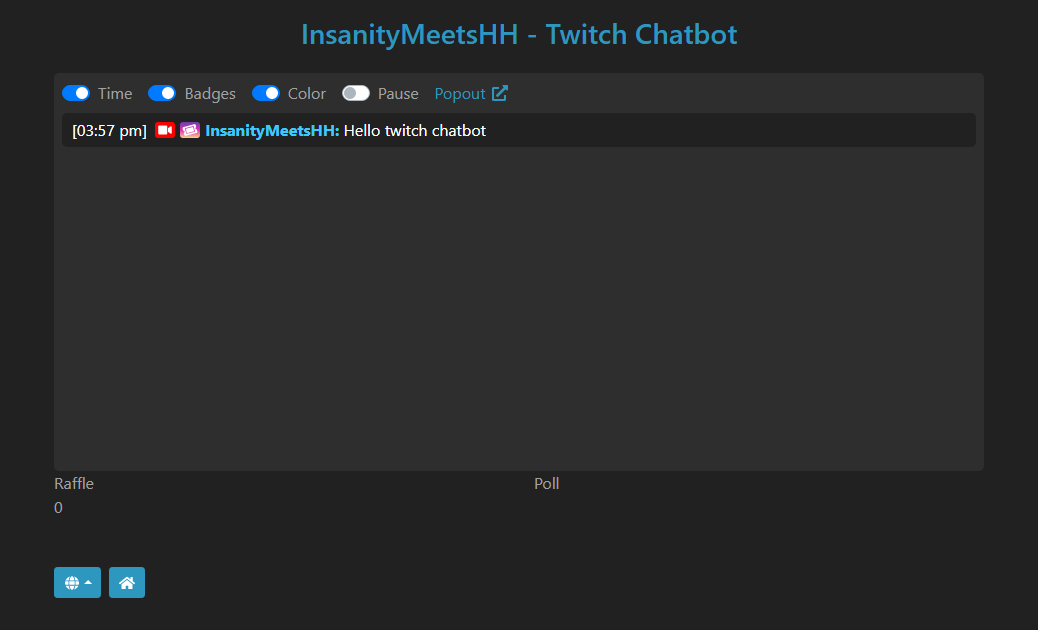 InsanityMeetsHH - Twitch Chatbot
Time Badges Color Pause Popout
[03:57 pm] InsanityMeetsHH: Hello twitch chatbot
Raffle Poll
0